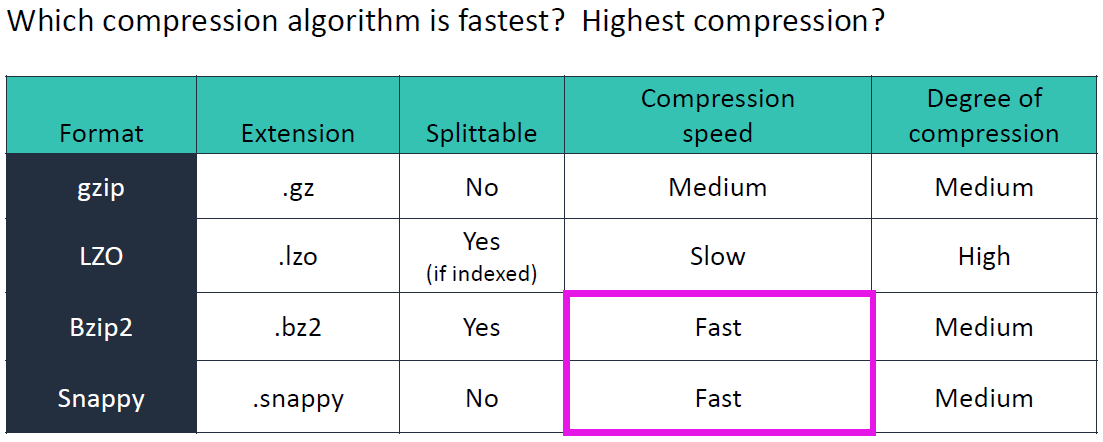 Which compression algorithm is fastest?  Highest compression?
Format Extension Splittable Compression speed Degree of compression
gzip .gz No Medium Medium
LZO .lzo Yes (if indexed) Slow High
Bzip2 .bz2 Yes Fast Medium
Snappy .snappy No Fast Medium